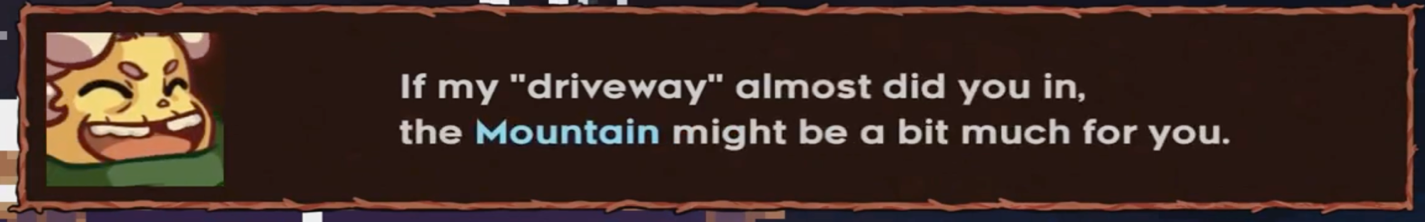 If my "driveway" almost did you in,
the Mountain might be a bit much for you.